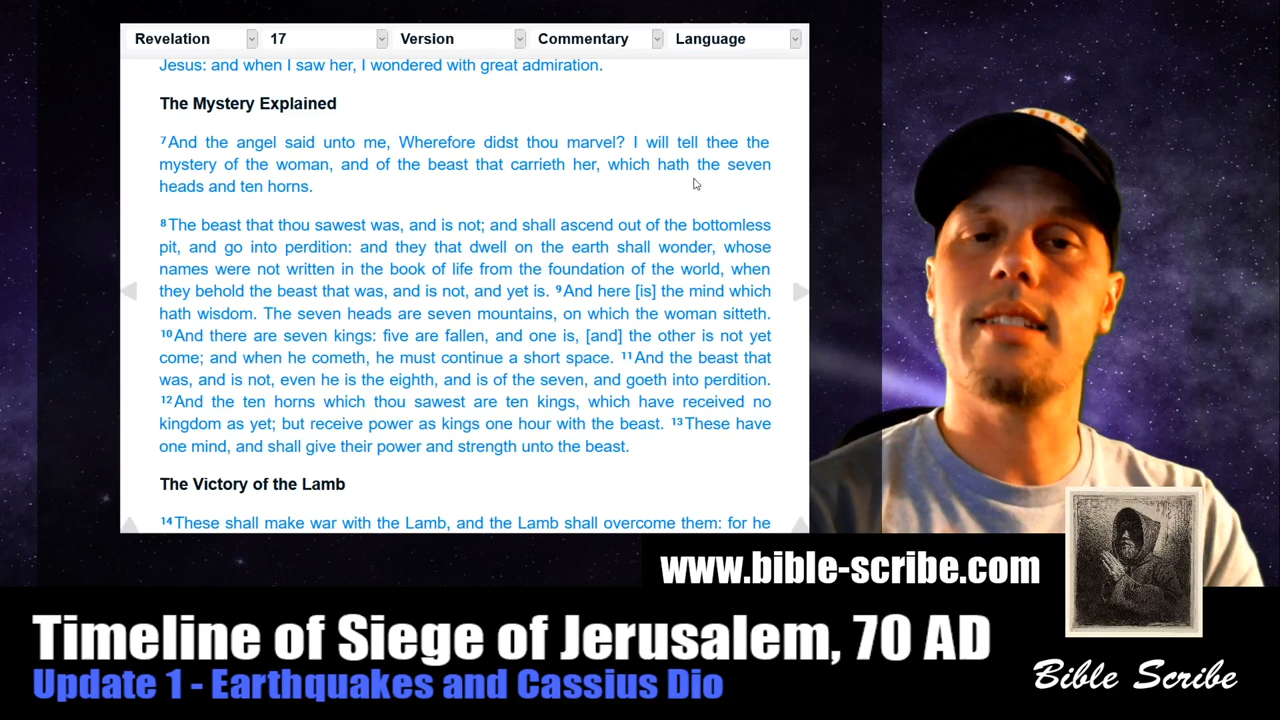 Revelation 17 Version Commentary Language
Jesus: and when I saw her, I wondered with great admiration.
The Mystery Explained
7And the angel said unto me, Wherefore didst thou marvel? I will tell thee the
mystery of the woman, and of the beast that carrieth her, which hath the seven
heads and ten horns.
8The beast that thou sawest was, and is not; and shall ascend out of the bottomless
pit, and go into perdition: and they that dwell on the earth shall wonder, whose
names were not written in the book of life from the foundation of the world, when
they behold the beast that was, and is not, and yet is. 9And here [is] the mind which
hath wisdom. The seven heads are seven mountains, on which the woman sitteth.
10And there are seven kings: five are fallen, and one is, [and] the other is not yet
come; and when he cometh, he must continue a short space. 11And the beast that
was, and is not, even he is the eighth, and is of the seven, and goeth into perdition.
12And the ten horns which thou sawest are ten kings, which have received no
kingdom as yet; but receive power as kings one hour with the beast. 13These have
one mind, and shall give their power and strength unto the beast.
The Victory of the Lamb
14These shall make war with the Lamb, and the Lamb shall overcome them: for he
www.bible-scribe.com
Timeline of Siege of Jerusalem, 70 AD
Update 1 - Earthquakes and Cassius Dio
Bible Scribe